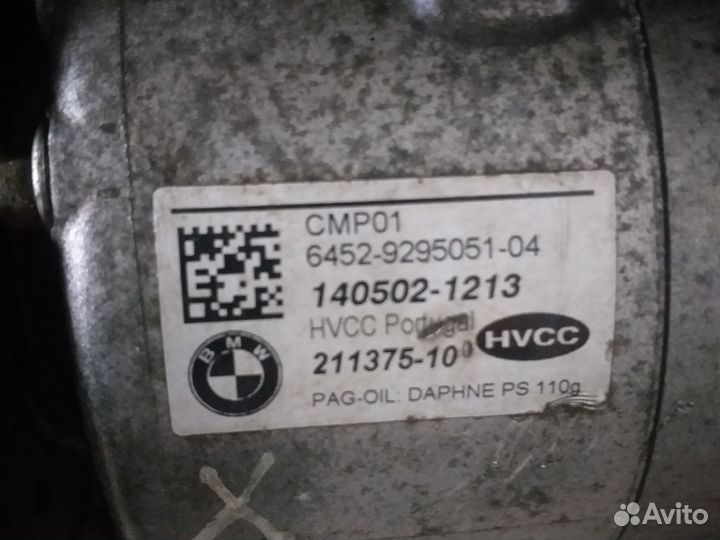 CMP01
6452-9295051-04
140502-1213
HVCC Portugal
HVCC
BMW
211375-100
PAG-OIL: DAPHNE PS 110g
Avito